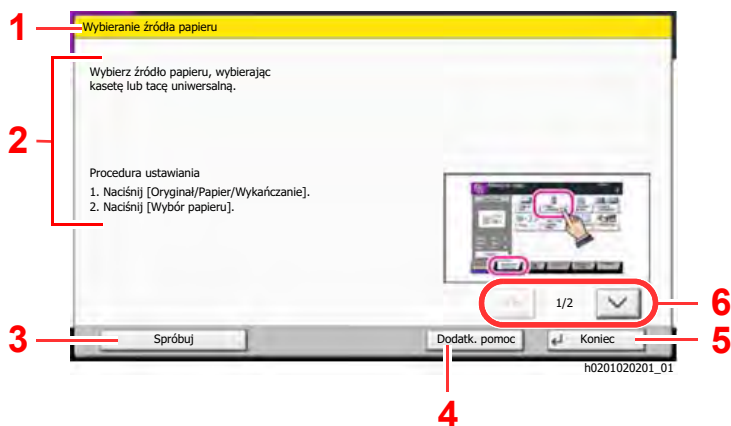 1
Wybieranie źródła papieru
2
Wybierz źródło papieru, wybierając
kasetę lub tacę uniwersalną.
Procedura ustawiania
1. Naciśnij [Oryginał/Papier/Wykańczanie].
2. Naciśnij [Wybór papieru].
1/2
6
3
Spróbuj
Dodatk. pomoc
Koniec
5
h0201020201_01
4